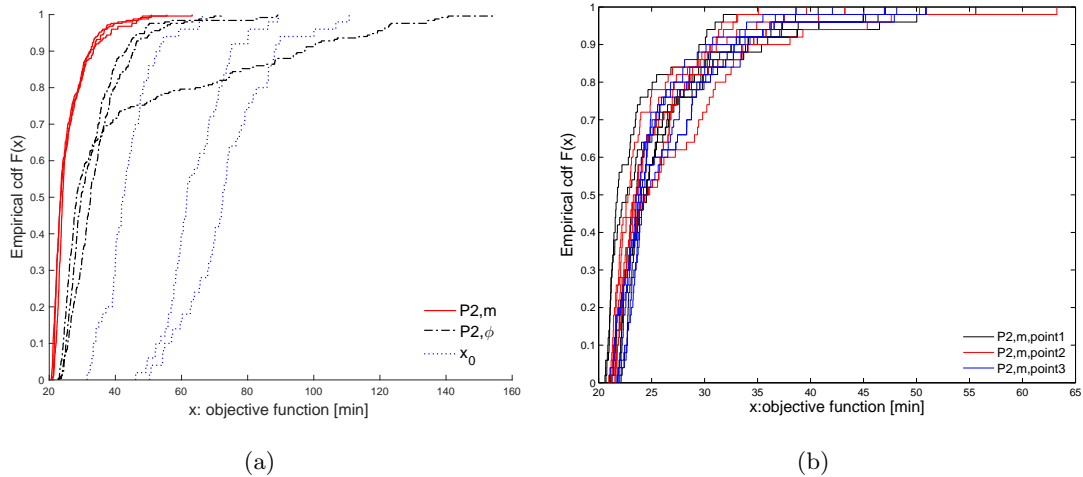 1
0.9
0.8
0.7
0.6
0.5
0.4
0.3
0.2
0.1
0
Empirical cdf F(x)
20 40 60 80 100 120 140 160
x: objective function [min]
P2,m
P2,ϕ
x0
(a)
1
0.9
0.8
0.7
0.6
0.5
0.4
0.3
0.2
0.1
0
Empirical cdf F(x)
20 25 30 35 40 45 50 55 60 65
x:objective function [min]
P2,m,point1
P2,m,point2
P2,m,point3
(b)